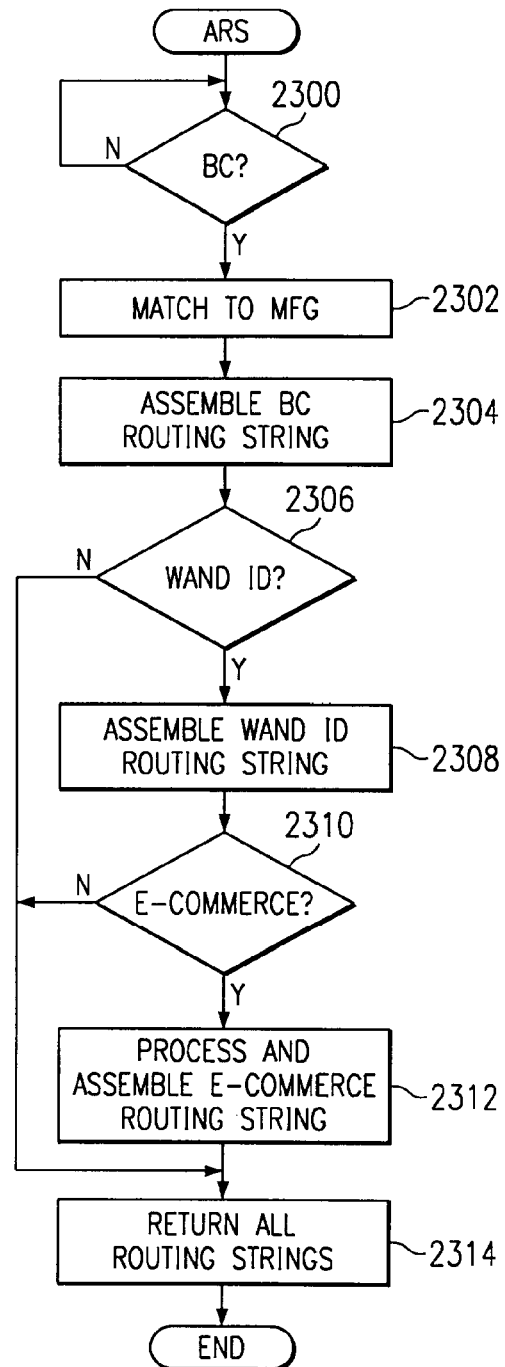 ARS
2300
N
BC?
Y
MATCH TO MFG
2302
ASSEMBLE BC
ROUTING STRING
2304
2306
N
WAND ID?
Y
ASSEMBLE WAND ID
ROUTING STRING
2308
2310
N
E-COMMERCE?
Y
PROCESS AND
ASSEMBLE E-COMMERCE
ROUTING STRING
2312
RETURN ALL
ROUTING STRINGS
2314
END